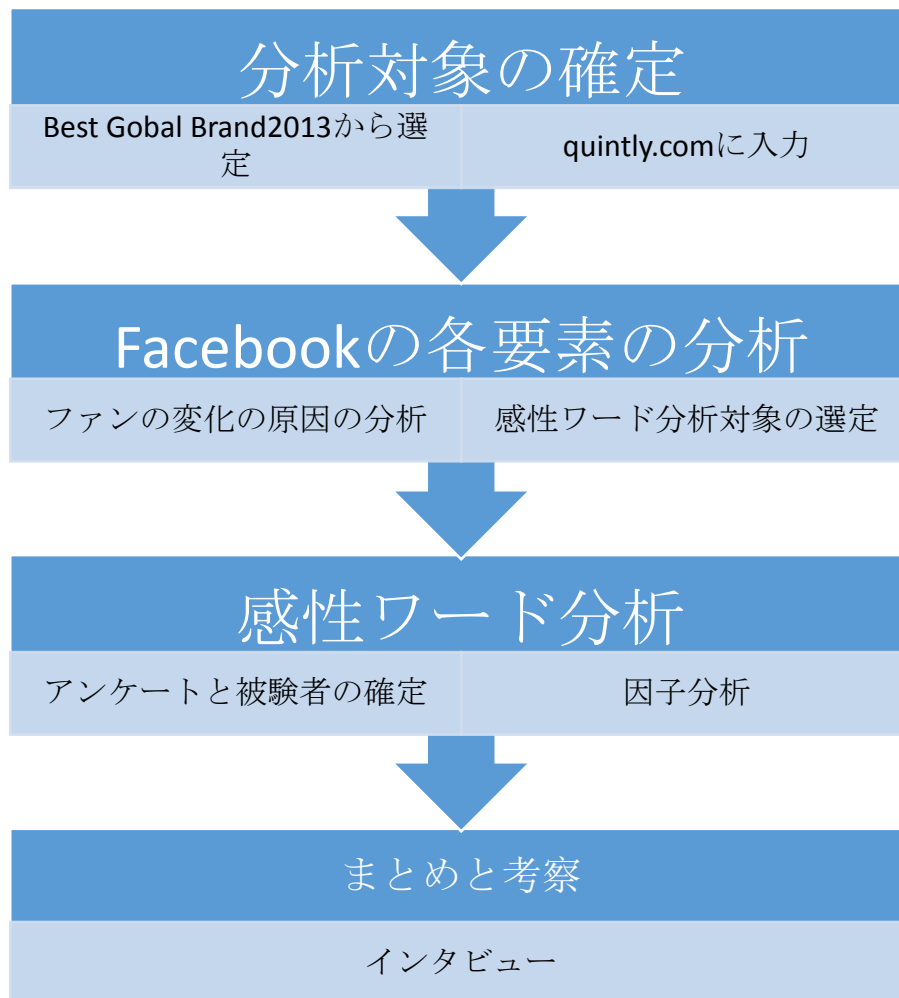 分析対象の確定
Best Gobal Brand2013から選
定
quintly.comに入力
Facebookの各要素の分析
ファンの変化の原因の分析
感性ワード分析対象の選定
感性ワード分析
アンケートと被験者の確定
因子分析
まとめと考察
インタビュー